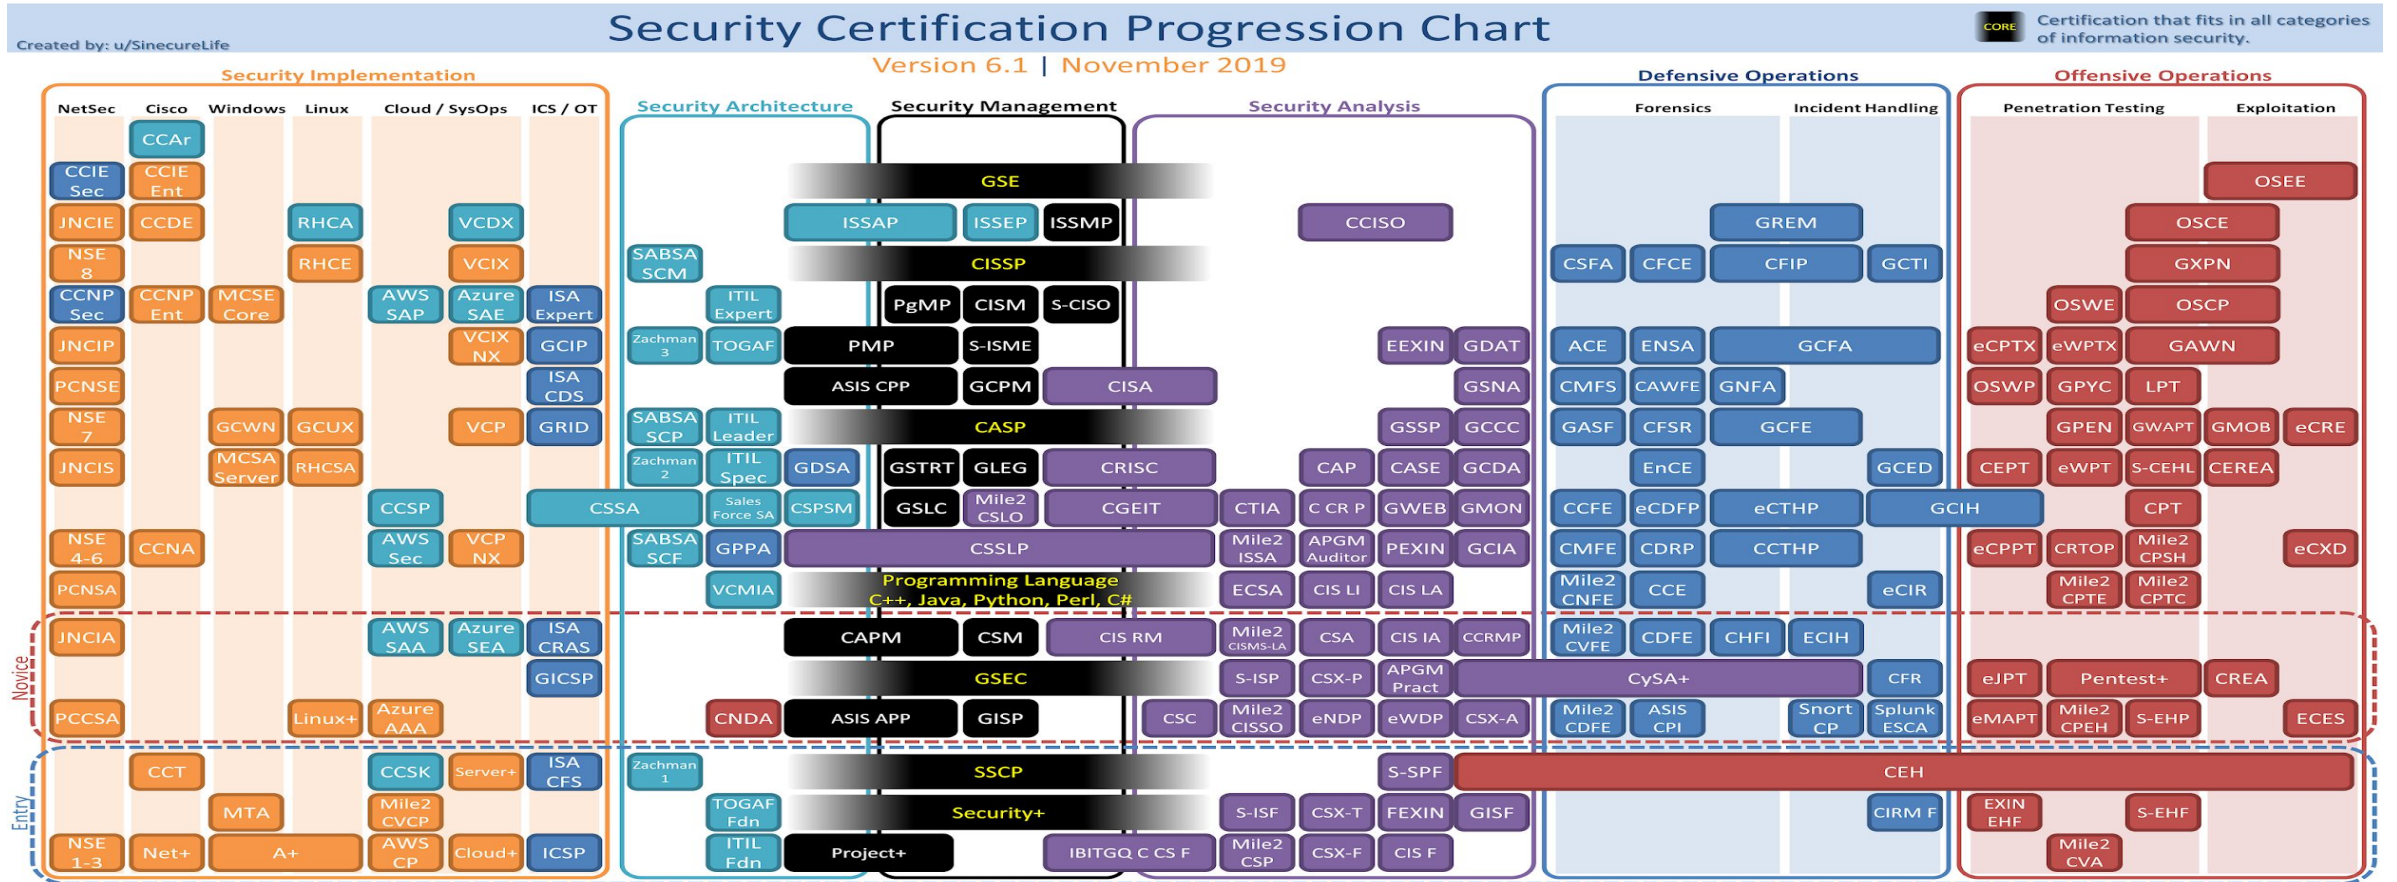 Security Certification Progression Chart
Created by: u/SinecureLife
CORE
Certification that fits in all categories
of information security.
Version 6.1 | November 2019
Security Implementation
Defensive Operations
Offensive Operations
Security Architecture
Security Management
Security Analysis
NetSec Cisco Windows Linux Cloud / SysOps ICS / OT
Forensics Incident Handling
Penetration Testing Exploitation
CCAr
CCIE
Sec
CCIE
Ent
GSE
OSEE
JNCIE CCDE RHCA VCDX ISSAP ISSEP ISSMP CCISO GREM OSCE
NSE
8
RHCE VCIX
SABSA
SCM
CISSP
CSFA CFCE CFIP GCTI GXPN
CCNP
Sec
CCNP
Ent
MCSE
Core
AWS
SAP
Azure
SAE
ISA
Expert
ITIL
Expert
PgMP CISM S-CISO OSWE OSCP
JNCIP
VCIX
NX
GCIP
Zachman
3
TOGAF PMP S-ISME EEXIN GDAT ACE ENSA GCFA eCPTX eWPTX GAWN
PCNSE
ISA
CDS
ASIS CPP GCPM CISA GSNA CMFS CAWFE GNFA OSWP GPYC LPT
NSE
7
GCWN GCUX VCP GRID
SABSA
SCP
ITIL
Leader
CASP
GSSP GCCC GASF CFSR GCFE GPEN GWAPT GMOB eCRE
JNCIS
MCSA
Server
RHCSA
Zachman
2
ITIL
Spec
GDSA GSTRT GLEG CRISC CAP CASE GCDA EnCE GCED CEPT eWPT S-CEHL CEREA
CCSP CSSA
Sales
Force SA
CSPSM GSLC
Mile2
CSLO
CGEIT CTIA C CR P GWEB GMON CCFE eCDFP eCTHP GCIH CPT
NSE
4-6
CCNA
AWS
Sec
VCP
NX
SABSA
SCF
GPPA CSSLP
Mile2
ISSA
APGM
Auditor
PEXIN GCIA CMFE CDRP CCTHP eCPPT CRTOP
Mile2
CPSH
eCXD
PCNSA VCMIA
Programming Language
C++, Java, Python, Perl, C#
ECSA CIS LI CIS LA
Mile2
CNFE
CCE eCIR
Mile2
CPTE
Mile2
CPTC
Novice
JNCIA
AWS
SAA
Azure
SEA
ISA
CRAS
CAPM CSM CIS RM
Mile2
CISMS-LA
CSA CIS IA CCRMP
Mile2
CVFE
CDFE CHFI ECIH
GICSP GSEC S-ISP CSX-P
APGM
Pract
CySA+ CFR eJPT Pentest+ CREA
PCCSA Linux+
Azure
AAA
CNDA ASIS APP GISP CSC
Mile2
CISSO
eNDP eWDP CSX-A
Mile2
CDFE
ASIS
CPI
Snort
CP
Splunk
ESCA
eMAPT
Mile2
CPEH
S-EHP ECES
Entry
CCT CCSK Server+
ISA
CFS
Zachman
1
SSCP S-SPF CEH
MTA
Mile2
CVCP
TOGAF
Fdn
Security+
S-ISF CSX-T FEXIN GISF CIRM F
EXIN
EHF
S-EHF
NSE
1-3
Net+ A+
AWS
CP
Cloud+ ICSP
ITIL
Fdn
Project+ IBITGQ C CS F
Mile2
CSP
CSX-F CIS F
Mile2
CVA